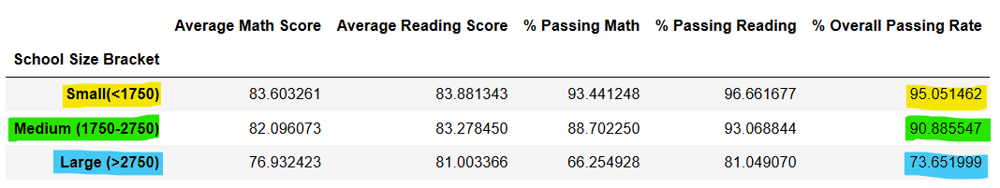 Average Math Score Average Reading Score % Passing Math % Passing Reading % Overall Passing Rate
School Size Bracket
Small(<1750) 83.603261 83.881343 93.441248 96.661677 95.051462
Medium (1750-2750) 82.096073 83.278450 88.702250 93.068844 90.885547
Large (>2750) 76.932423 81.003366 66.254928 81.049070 73.651999